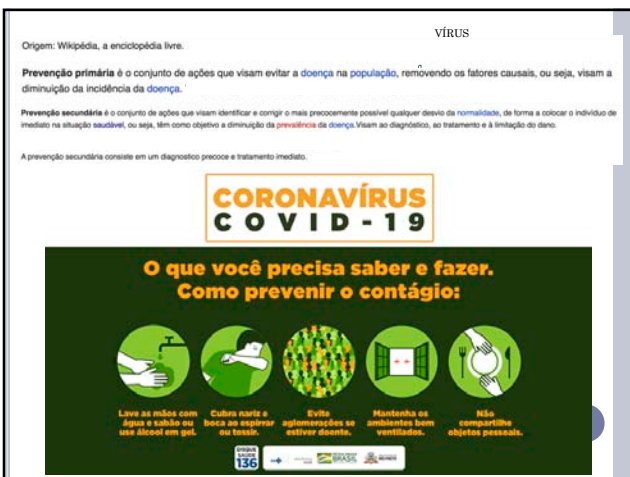 VÍRUS
Origem: Wikipédia, a enciclopédia livre.
Prevenção primária é o conjunto de ações que visam evitar a doença na população, removendo os fatores causais, ou seja, visam a
diminuição da incidência da doença.
Prevenção secundária é o conjunto de ações que visam identificar e corrigir o mais precocemente possível qualquer desvio da normalidade, de forma a colocar o indivíduo de
imediato na situação saudável, ou seja, têm como objetivo a diminuição da prevalência da doença.Visam ao diagnóstico, ao tratamento e à limitação do dano.
A prevenção secundária consiste em um diagnostico precoce e tratamento imediato.
CORONAVÍRUS
COVID-19
O que você precisa saber e fazer.
Como prevenir o contágio:
Lave as mãos com
água e sabão ou
use álcool em gel.
Cubra nariz e
boca ao espirrar
ou tossir.
Evite
aglomerações se
estiver doente.
Mantenha os
ambientes bem
ventilados.
Não
compartilhe
objetos pessoais.
DISQUE
SAÚDE
136
BRASIL